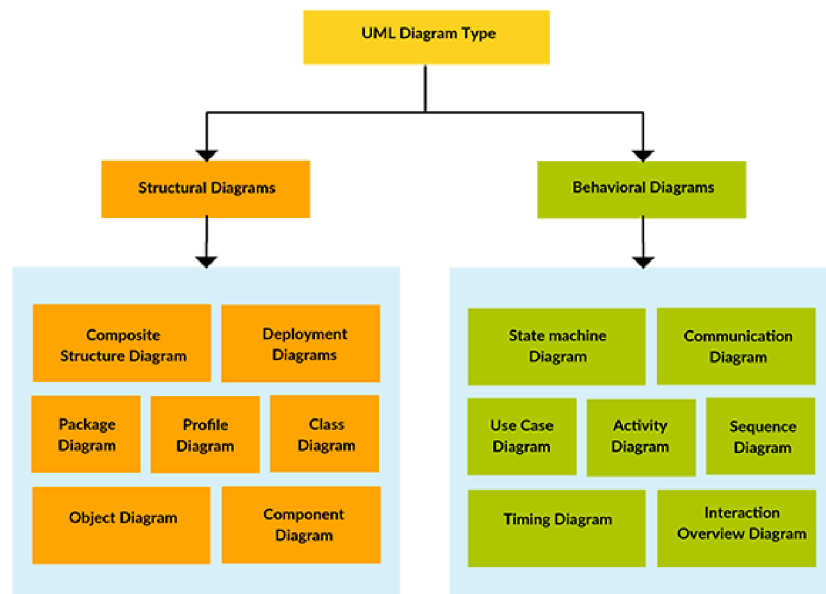 UML Diagram Type
Structural Diagrams
Behavioral Diagrams
Composite
Structure Diagram
Deployment
Diagrams
Package
Diagram
Profile
Diagram
Class
Diagram
Object Diagram
Component
Diagram
State machine
Diagram
Communication
Diagram
Use Case
Diagram
Activity
Diagram
Sequence
Diagram
Timing Diagram
Interaction
Overview Diagram